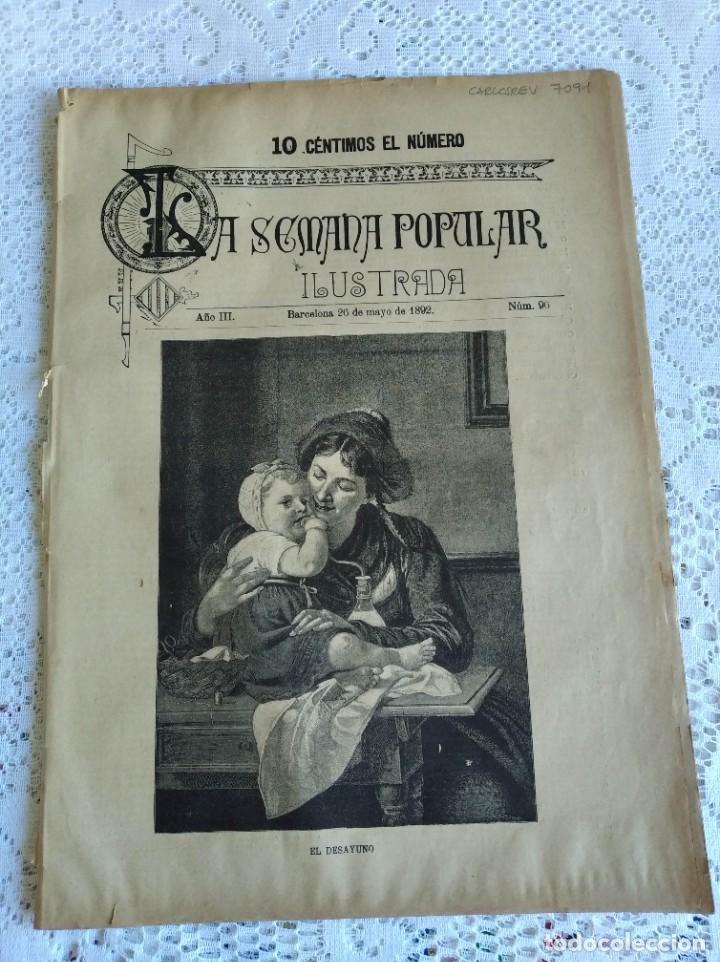 CARLOSREV 7091
10 CÉNTIMOS EL NÚMERO
LA SEMANA POPULAR
ILUSTRADA
Año III. Barcelona 26 de mayo de 1892. Núm. 96
EL DESAYUNO
todocoleccion